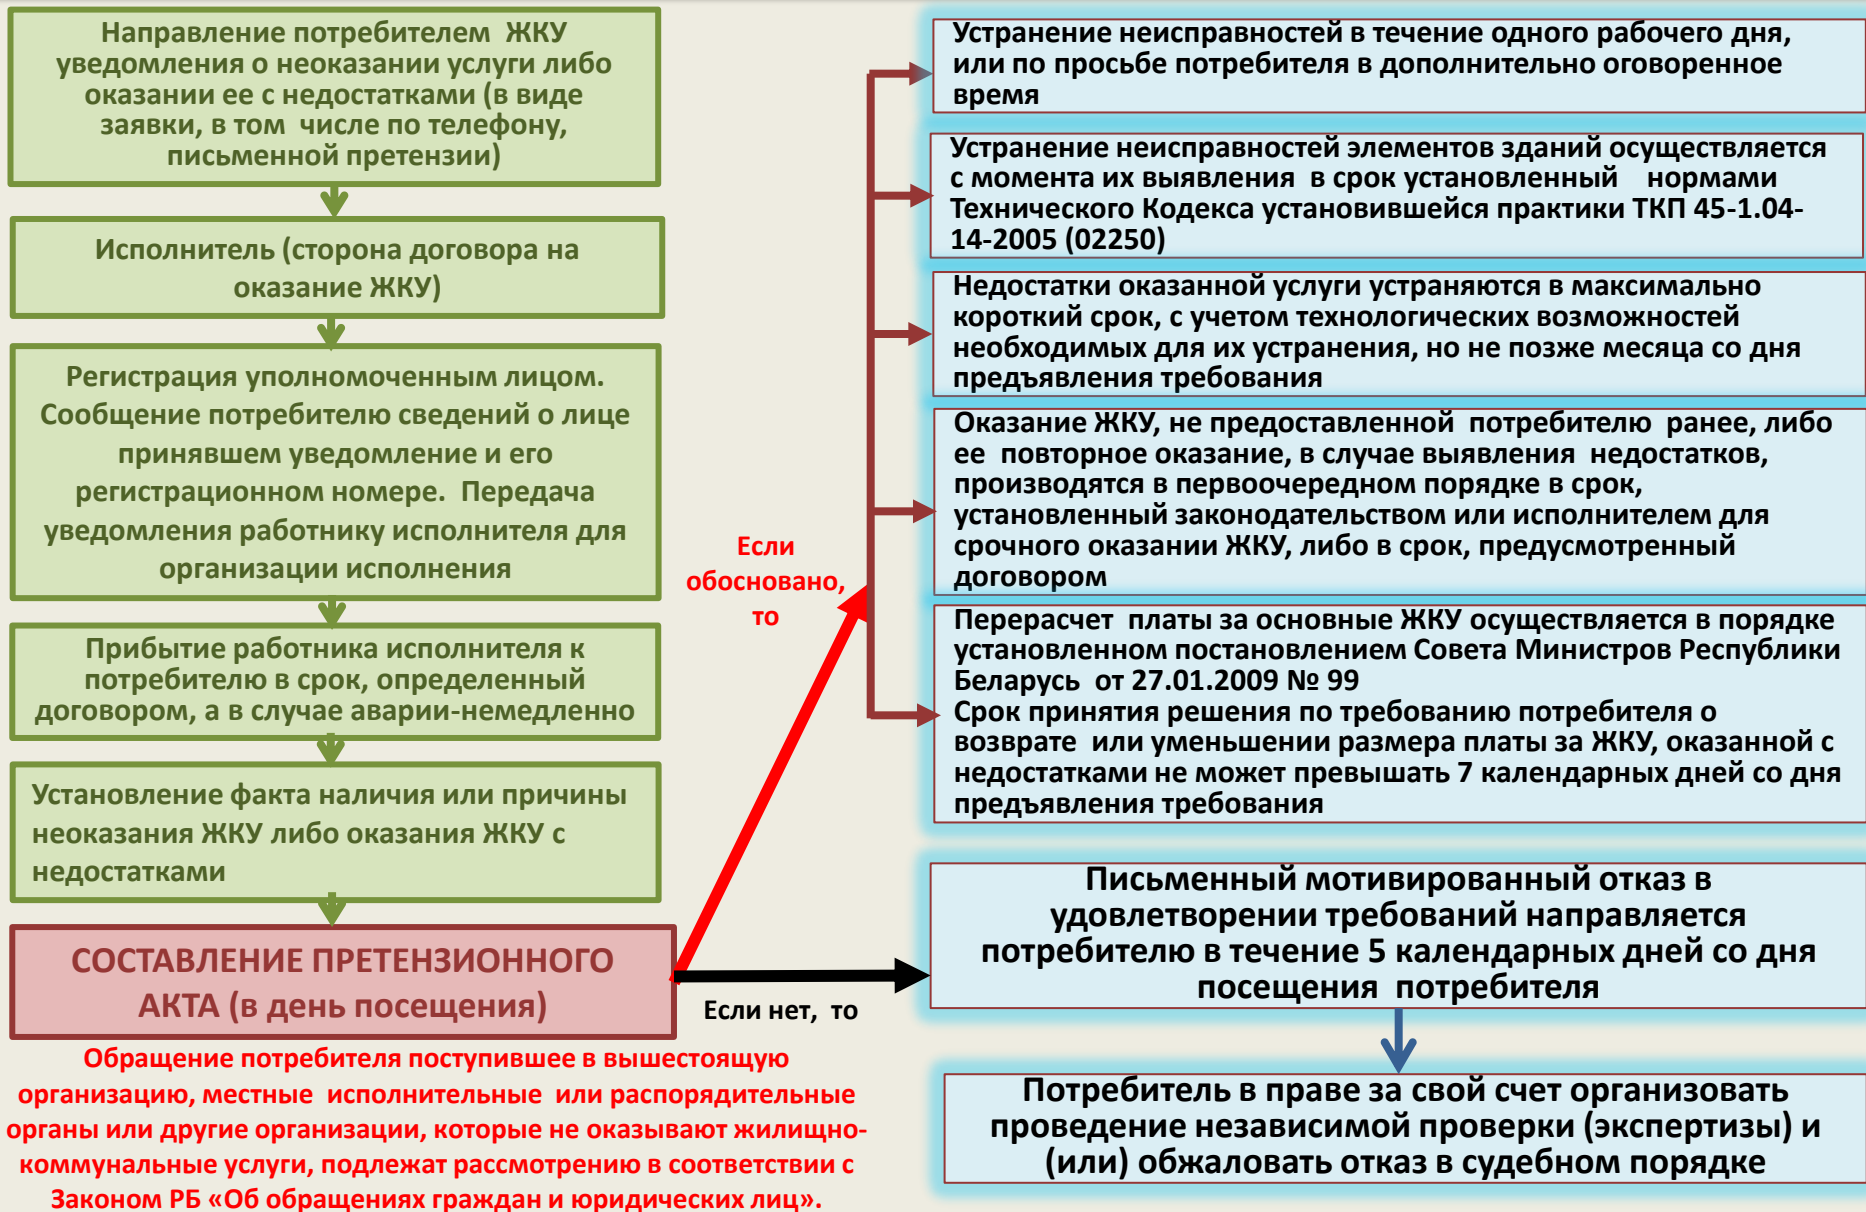 Направление потребителем ЖКУ
уведомления о неоказании услуги либо
оказании ее с недостатками (в виде
заявки, в том числе по телефону,
письменной претензии)
Исполнитель (сторона договора на
оказание ЖКУ)
Регистрация уполномоченным лицом.
Сообщение потребителю сведений о лице
принявшем уведомление и его
регистрационном номере. Передача
уведомления работнику исполнителя для
организации исполнения
Прибытие работника исполнителя к
потребителю в срок, определенный
договором, а в случае аварии-немедленно
Установление факта наличия или причины
неоказания ЖКУ либо оказания ЖКУ с
недостатками
СОСТАВЛЕНИЕ ПРЕТЕНЗИОННОГО
АКТА (в день посещения)
Обращение потребителя поступившее в вышестоящую
организацию, местные исполнительные или распорядительные
органы или другие организации, которые не оказывают жилищно-
коммунальные услуги, подлежат рассмотрению в соответствии с
Законом РБ «Об обращениях граждан и юридических лиц».
Если
обосновано,
то
Устранение неисправностей в течение одного рабочего дня,
или по просьбе потребителя в дополнительно оговоренное
время
Устранение неисправностей элементов зданий осуществляется
с момента их выявления в срок установленный нормами
Технического Кодекса установившейся практики ТКП 45-1.04-
14-2005 (02250)
Недостатки оказанной услуги устраняются в максимально
короткий срок, с учетом технологических возможностей
необходимых для их устранения, но не позже месяца со дня
предъявления требования
Оказание ЖКУ, не предоставленной потребителю ранее, либо
ее повторное оказание, в случае выявления недостатков,
производятся в первоочередном порядке в срок,
установленный законодательством или исполнителем для
срочного оказании ЖКУ, либо в срок, предусмотренный
договором
Перерасчет платы за основные ЖКУ осуществляется в порядке
установленном постановлением Совета Министров Республики
Беларусь от 27.01.2009 № 99
Срок принятия решения по требованию потребителя о
возврате или уменьшении размера платы за ЖКУ, оказанной с
недостатками не может превышать 7 календарных дней со дня
предъявления требования
Если нет, то
Письменный мотивированный отказ в
удовлетворении требований направляется
потребителю в течение 5 календарных дней со дня
посещения потребителя
Потребитель в праве за свой счет организовать
проведение независимой проверки (экспертизы) и
(или) обжаловать отказ в судебном порядке